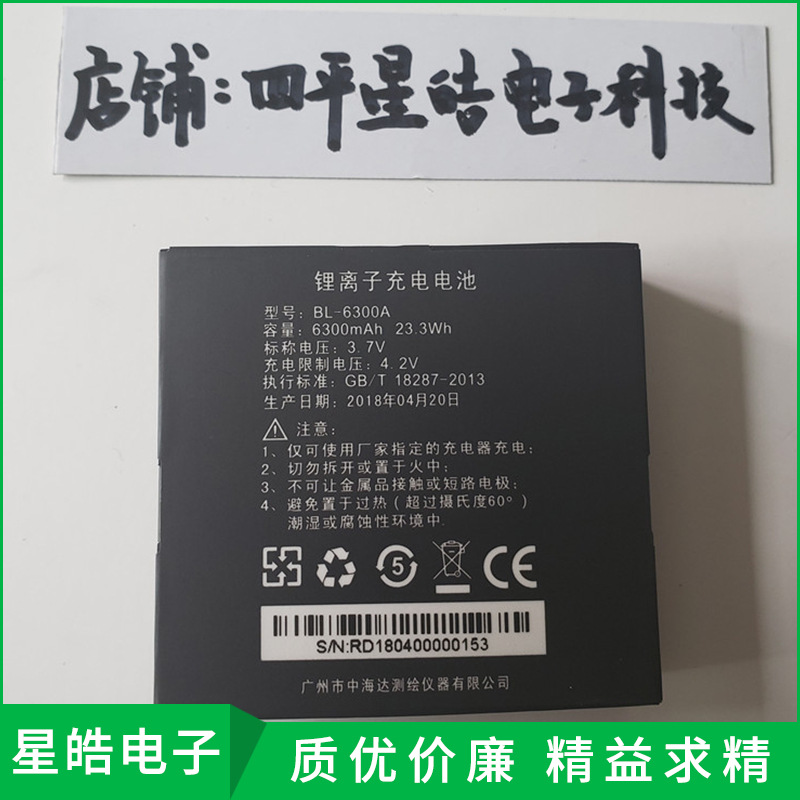 店铺:四平星皓电子科技
锂离子充电电池
型号: BL-6300A
容量: 6300mAh 23.3Wh
标称电压: 3.7V
充电限制电压: 4.2V
执行标准: GB/T 18287-2013
生产日期: 2018年04月20日
注意:
1、仅可使用厂家指定的充电器充电;
2、切勿拆开或置于火中;
3、不可让金属品接触或短路电极;
4、避免置于过热(超过摄氏度60°)
潮湿或腐蚀性环境中.
5
CE
S/N:RD180400000153
广州市中海达测绘仪器有限公司
星皓电子
质优价廉 精益求精